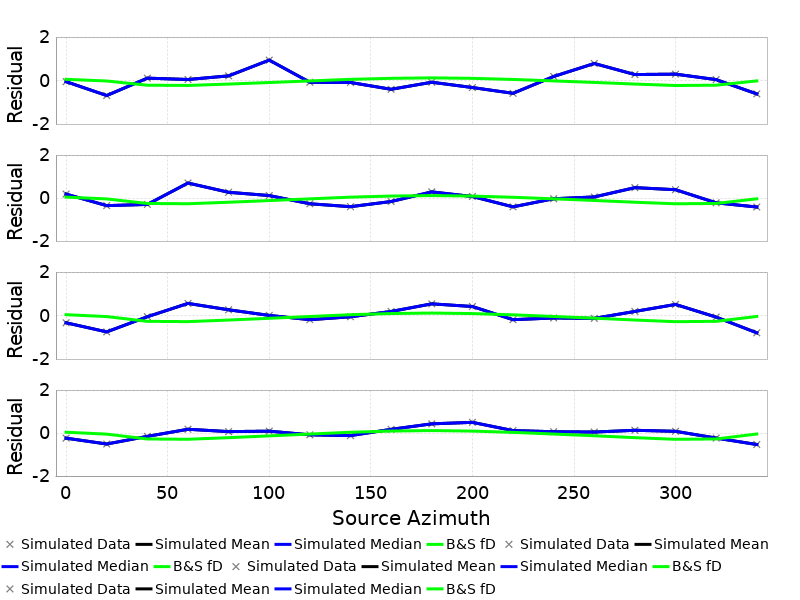 2
0
-2
Residual
2
0
-2
Residual
2
0
-2
Residual
2
0
-2
Residual
0 50 100 150 200 250 300
Source Azimuth
× Simulated Data Simulated Mean Simulated Median B&S fD × Simulated Data Simulated Mean
Simulated Median B&S fD × Simulated Data Simulated Mean Simulated Median B&S fD
× Simulated Data Simulated Mean Simulated Median B&S fD